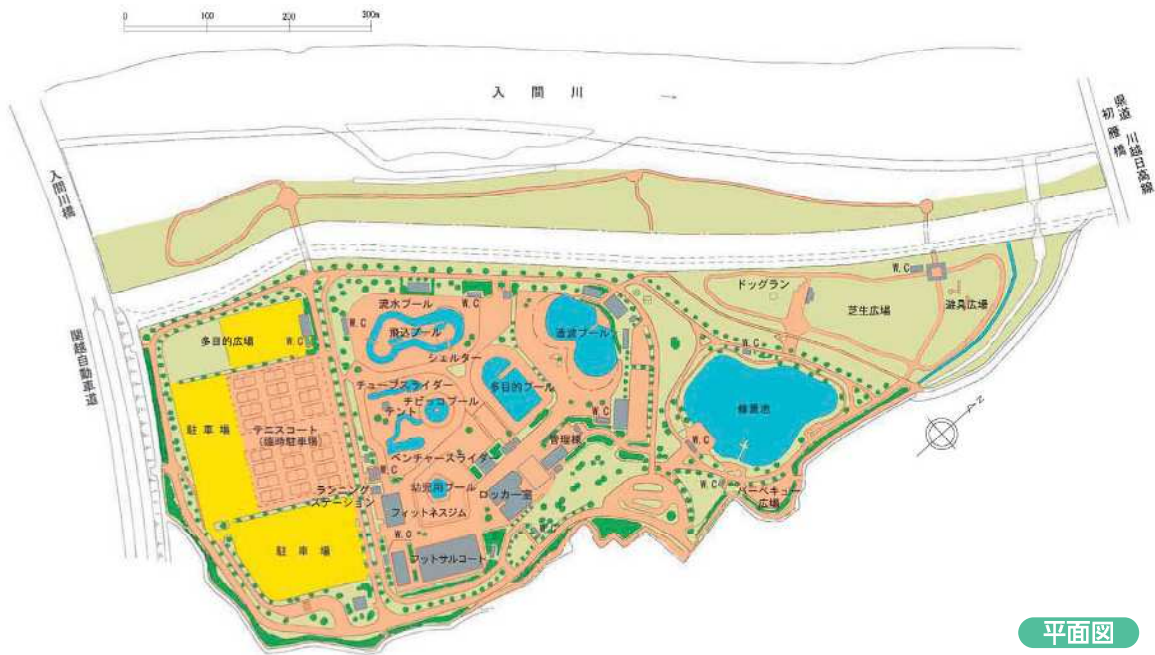 0 100 200 300m
入間川
→
県道 川越日高線
初雁橋
入間川橋
関越自動車道
W.C
ドッグラン
芝生広場
遊具広場
流水プール
W.C
飛込プール
造波プール
W.C
多目的広場
W.C
シェルター
W.C
チューブスライダー
多目的プール
チビッコプール
テント
修景池
N
駐車場
テニスコート
(臨時駐車場)
W.C
管理棟
W.C
ベンチャースライダー
W.C
W.C
ランニング
ステーション
幼児用プール
ロッカー室
バーベキュー
広場
フィットネスジム
W.C
W.C
駐車場
フットサルコート
平面図